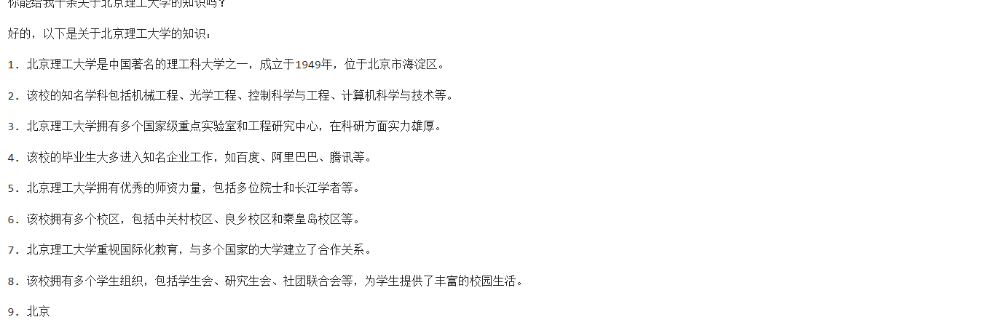 你能给我十条关于北京理工大学的知识吗？
好的，以下是关于北京理工大学的知识：
1. 北京理工大学是中国著名的理工科大学之一，成立于1949年，位于北京市海淀区。
2. 该校的知名学科包括机械工程、光学工程、控制科学与工程、计算机科学与技术等。
3. 北京理工大学拥有多个国家级重点实验室和工程研究中心，在科研方面实力雄厚。
4. 该校的毕业生大多进入知名企业工作，如百度、阿里巴巴、腾讯等。
5. 北京理工大学拥有优秀的师资力量，包括多位院士和长江学者等。
6. 该校拥有多个校区，包括中关村校区、良乡校区和秦皇岛校区等。
7. 北京理工大学重视国际化教育，与多个国家的大学建立了合作关系。
8. 该校拥有多个学生组织，包括学生会、研究生会、社团联合会等，为学生提供了丰富的校园生活。
9. 北京